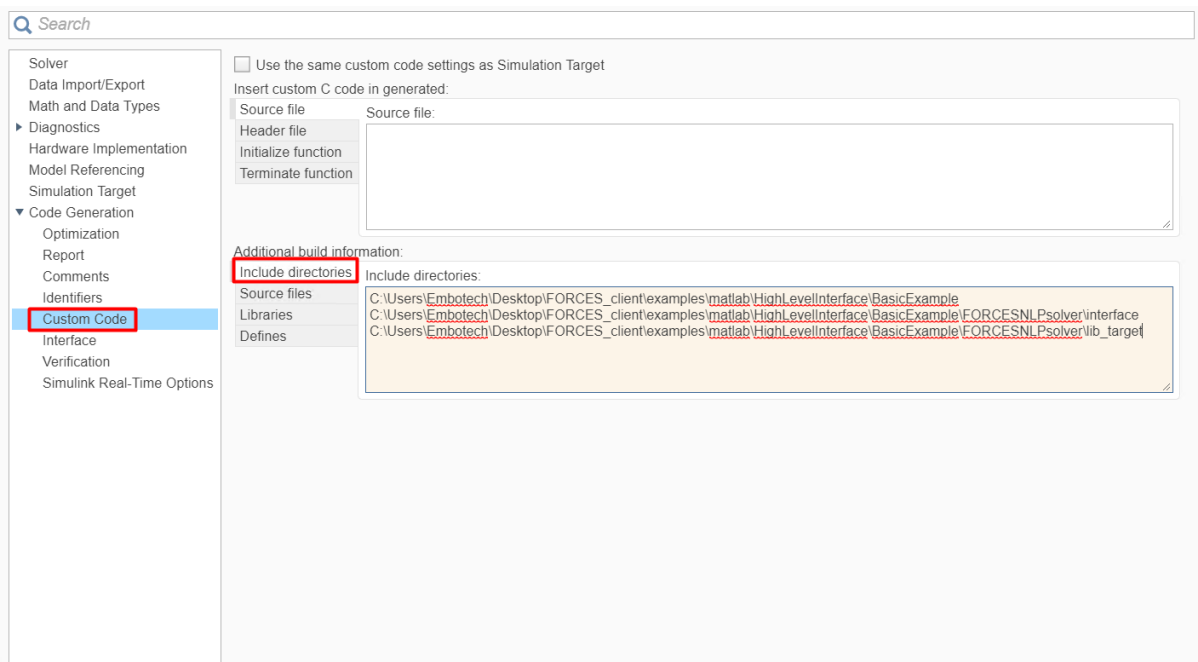 Search
Solver
Data Import/Export
Math and Data Types
Diagnostics
Hardware Implementation
Model Referencing
Simulation Target
Code Generation
Optimization
Report
Comments
Identifiers
Custom Code
Interface
Verification
Simulink Real-Time Options
Use the same custom code settings as Simulation Target
Insert custom C code in generated:
Source file
Header file
Initialize function
Terminate function
Source file:
Additional build information:
Include directories
Source files
Libraries
Defines
Include directories:
C:\Users\Embotech\Desktop\FORCES_client\examples\matlab\HighLevelInterface\BasicExample
C:\Users\Embotech\Desktop\FORCES_client\examples\matlab\HighLevelInterface\BasicExample\FORCESNLPsolver\interface
C:\Users\Embotech\Desktop\FORCES_client\examples\matlab\HighLevelInterface\BasicExample\FORCESNLPsolver\lib_target